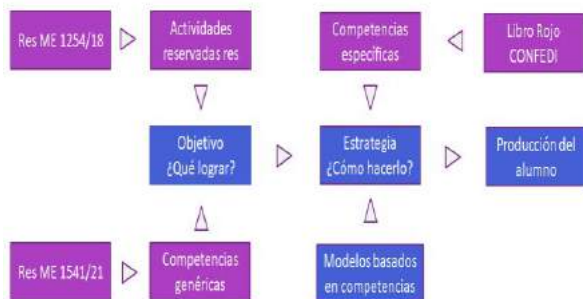 Res ME 1254/18
Actividades
reservadas res
Competencias
específicas
Libro Rojo
CONFEDI
Objetivo
¿Qué lograr?
Estrategia
¿Cómo hacerlo?
Producción del
alumno
Res ME 1541/21
Competencias
genéricas
Modelos basados
en competencias